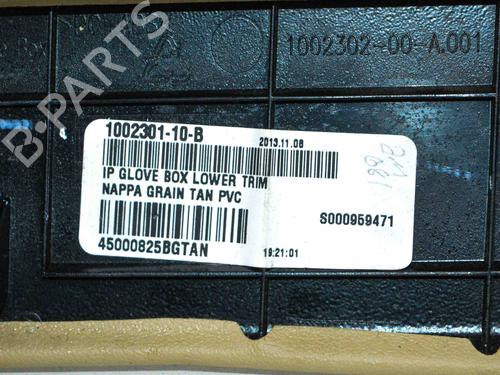 Box
1002302-00-A.001
B-PARTS
1002301-10-B
2013.11.08
IP GLOVE BOX LOWER TRIM
NAPPA GRAIN TAN PVC
S000959471
45000825BGTAN
19:21:01